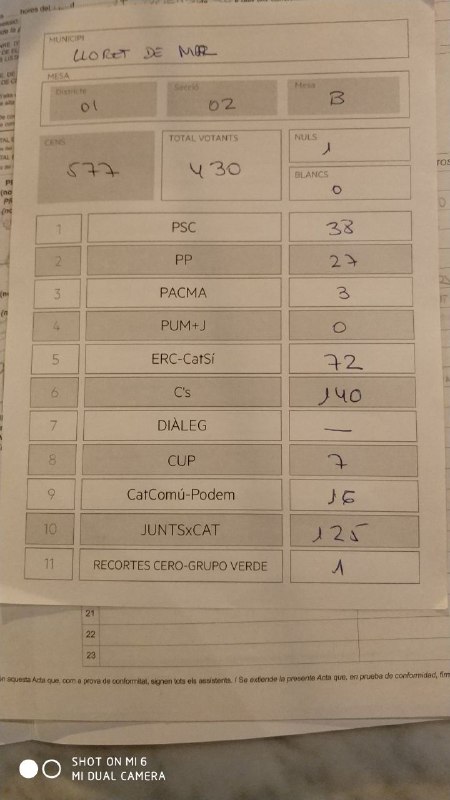 hores del
MUNICIPI
LLORET DE MAR
MESA
Districte
01
Secció
02
Mesa
B
CENS
577
TOTAL VOTANTS
430
NULS
1
BLANCS
0
1 PSC 38
2 PP 27
3 PACMA 3
4 PUM+J 0
5 ERC-CatSí 72
6 C's 140
7 DIÀLEG —
8 CUP 7
9 CatComú-Podem 16
10 JUNTSxCAT 125
11 RECORTES CERO-GRUPO VERDE 1
21
22
23
aquesta Acta que, com a prova de conformitat, signen tots els assistents. / Se extiende la presente Acta que, en prueba de conformidad,
SHOT ON MI 6
MI DUAL CAMERA